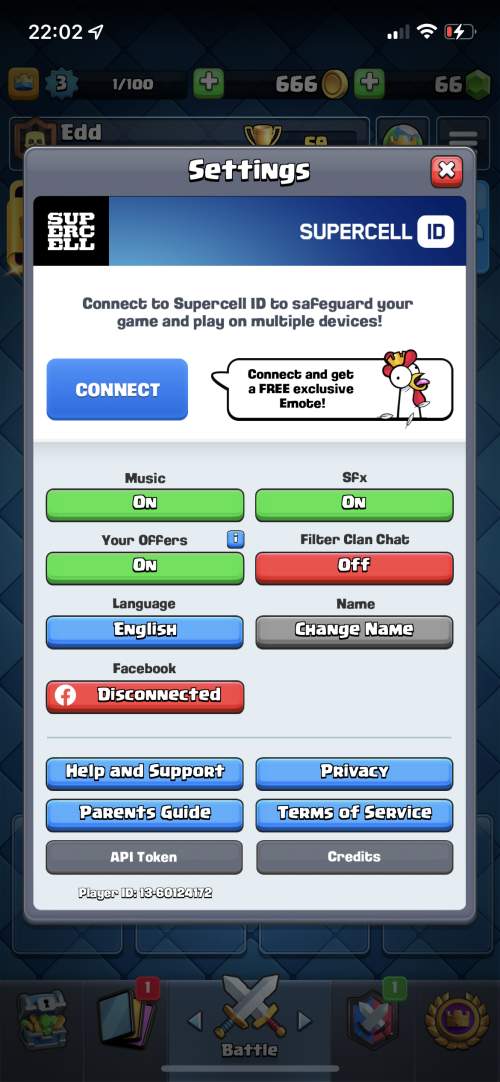 22:02
3
1/100
666
66
Edd
59
Settings
SUP
ERC
ELL
SUPERCELL ID
Connect to Supercell ID to safeguard your
game and play on multiple devices!
CONNECT
Connect and get
a FREE exclusive
Emote!
Music
Sfx
On
On
Your Offers
i
Filter Clan Chat
On
Off
Language
Name
English
Change Name
Facebook
Disconnected
Help and Support
Privacy
Parents Guide
Terms of Service
API Token
Credits
Player ID: 13-60124172
1
1
Battle